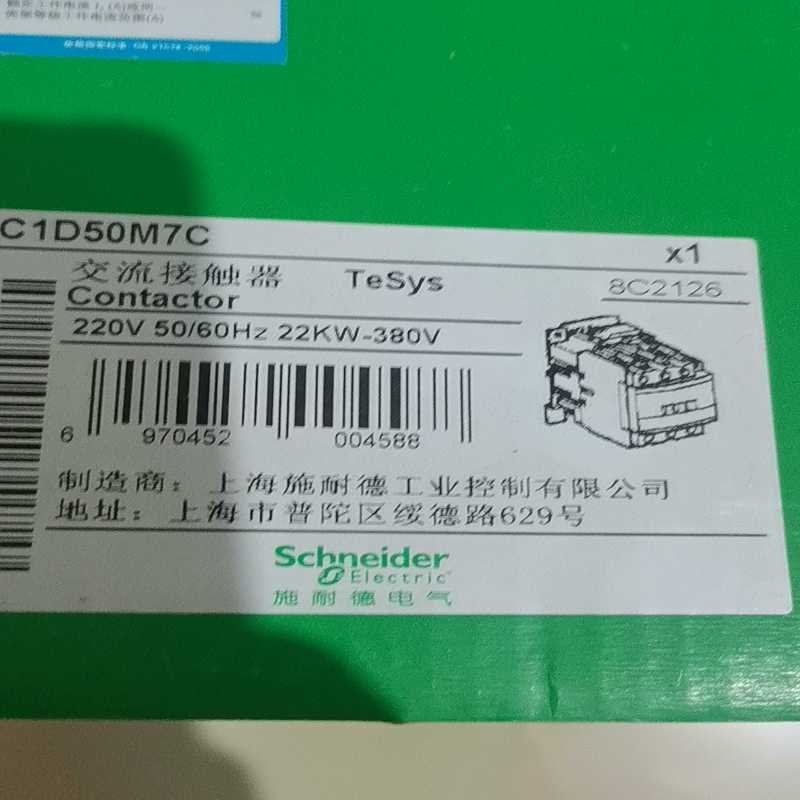 C1D50M7C
x1
交流接触器 TeSys
8C2126
Contactor
220V 50/60Hz 22KW-380V
6 970452 004588
制造商：上海施耐德工业控制有限公司
地址：上海市普陀区绥德路629号
Schneider
Electric
施耐德电气